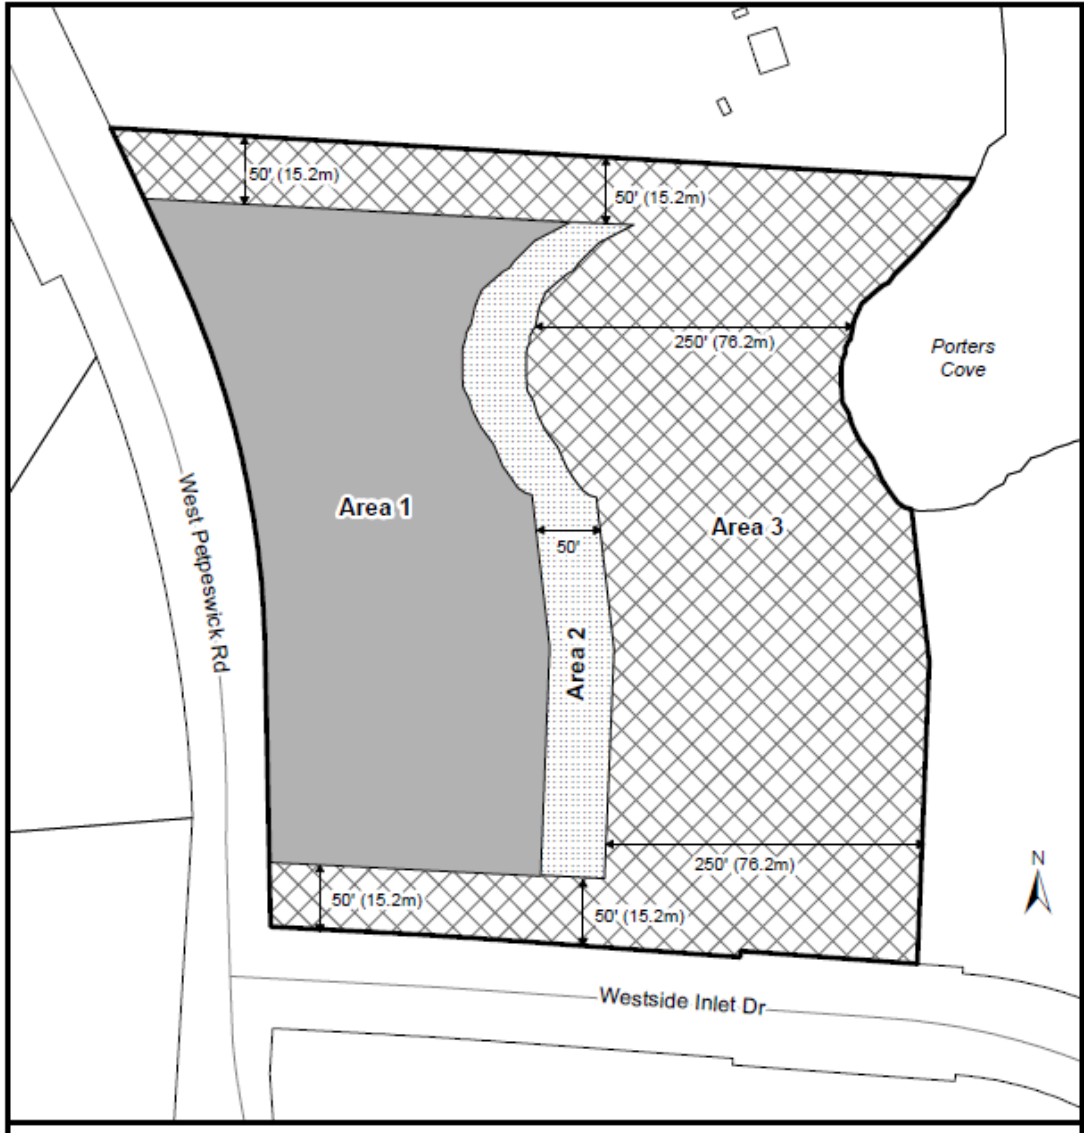 50' (15.2m)
50' (15.2m)
250' (76.2m)
Porters
Cove
West Petpeswick Rd
Area 1
Area 3
50'
Area 2
250' (76.2m)
50' (15.2m)
50' (15.2m)
N
Westside Inlet Dr